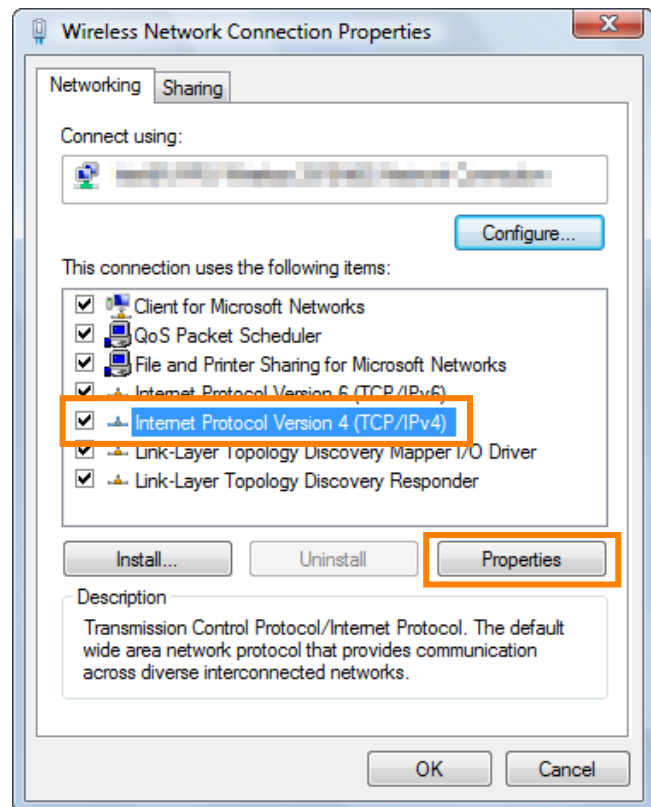 Wireless Network Connection Properties
Networking
Sharing
Connect using:
Configure...
This connection uses the following items:
Client for Microsoft Networks
QoS Packet Scheduler
File and Printer Sharing for Microsoft Networks
Internet Protocol Version 6 (TCP/IPv6)
Internet Protocol Version 4 (TCP/IPv4)
Link-Layer Topology Discovery Mapper I/O Driver
Link-Layer Topology Discovery Responder
Install...
Uninstall
Properties
Description
Transmission Control Protocol/Internet Protocol. The default
wide area network protocol that provides communication
across diverse interconnected networks.
OK
Cancel